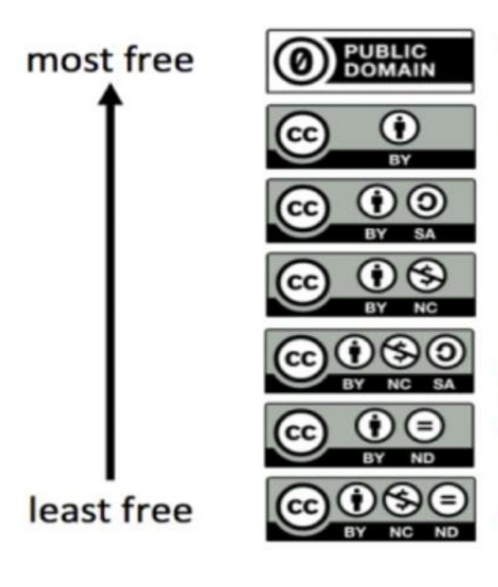 most free
0 PUBLIC
DOMAIN
cc
BY
cc
BY SA
cc
BY NC
cc
BY NC SA
cc
BY ND
least free
cc
BY NC ND